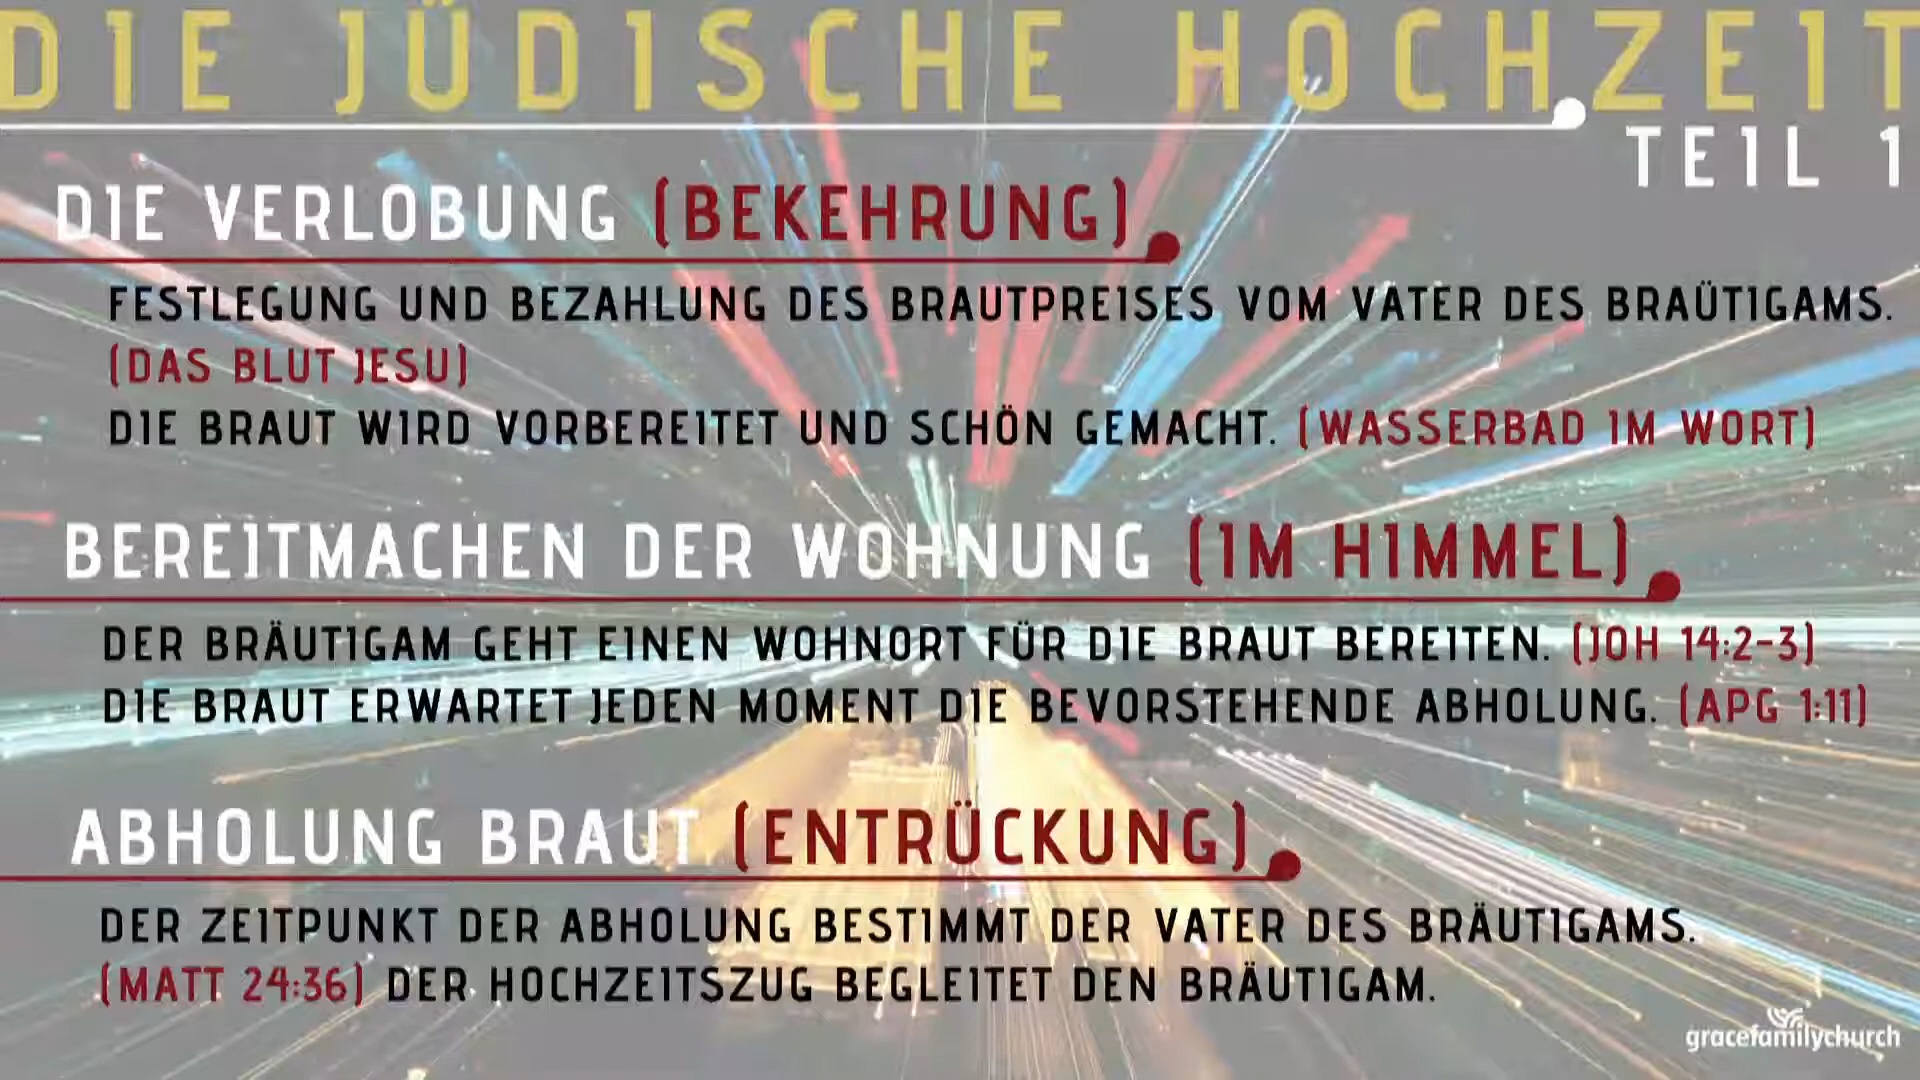 DIE JÜDISCHE HOCHZEIT
TEIL 1
DIE VERLOBUNG (BEKEHRUNG)
FESTLEGUNG UND BEZAHLUNG DES BRAUTPREISES VOM VATER DES BRAÜTIGAMS.
(DAS BLUT JESU)
DIE BRAUT WIRD VORBEREITET UND SCHÖN GEMACHT. (WASSERBAD IM WORT)
BEREITMACHEN DER WOHNUNG (IM HIMMEL)
DER BRÄUTIGAM GEHT EINEN WOHNORT FÜR DIE BRAUT BEREITEN. (JOH 14:2-3)
DIE BRAUT ERWARTET JEDEN MOMENT DIE BEVORSTEHENDE ABHOLUNG. (APG 1:11)
ABHOLUNG BRAUT (ENTRÜCKUNG)
DER ZEITPUNKT DER ABHOLUNG BESTIMMT DER VATER DES BRÄUTIGAMS.
(MATT 24:36) DER HOCHZEITSZUG BEGLEITET DEN BRÄUTIGAM.
gracefamilychurch